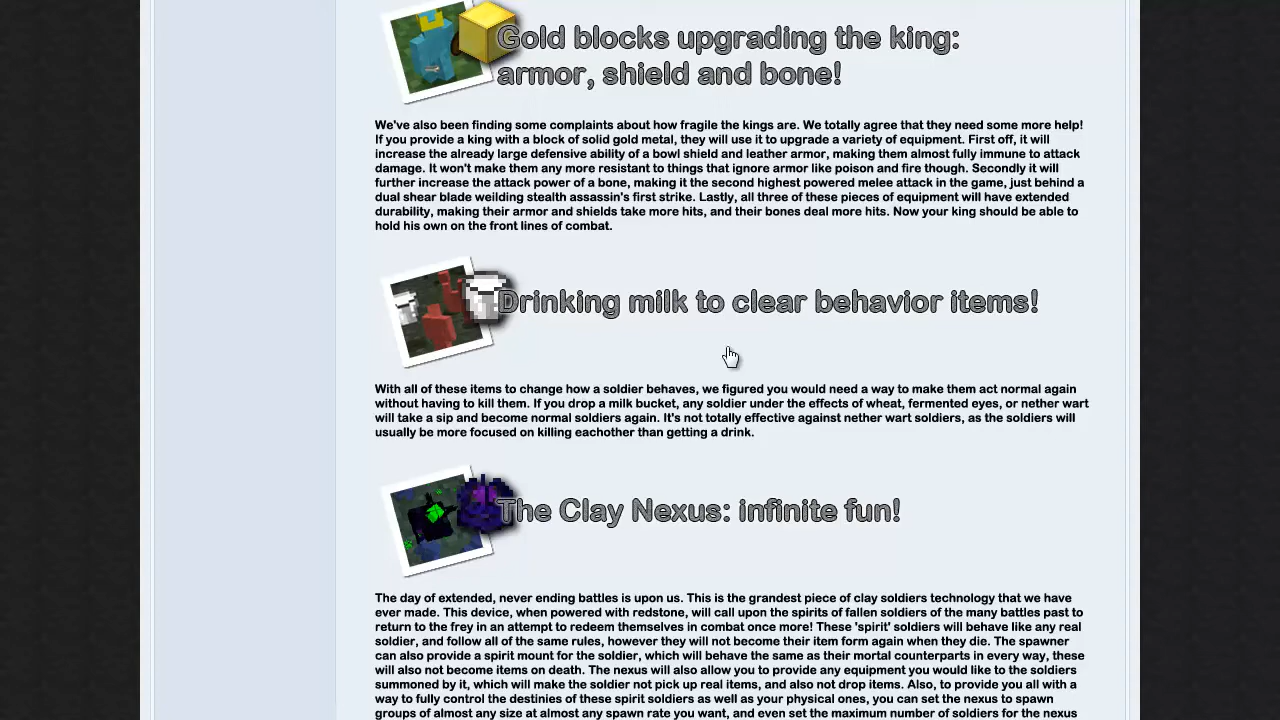 Gold blocks upgrading the king:
armor, shield and bone!
We've also been finding some complaints about how fragile the kings are. We totally agree that they need some more help!
If you provide a king with a block of solid gold metal, they will use it to upgrade a variety of equipment. First off, it will
increase the already large defensive ability of a bowl shield and leather armor, making them almost fully immune to attack
damage. It won't make them any more resistant to things that ignore armor like poison and fire though. Secondly it will
further increase the attack power of a bone, making it the second highest powered melee attack in the game, just behind a
dual shear blade weilding stealth assassin's first strike. Lastly, all three of these pieces of equipment will have extended
durability, making their armor and shields take more hits, and their bones deal more hits. Now your king should be able to
hold his own on the front lines of combat.
Drinking milk to clear behavior items!
With all of these items to change how a soldier behaves, we figured you would need a way to make them act normal again
without having to kill them. If you drop a milk bucket, any soldier under the effects of wheat, fermented eyes, or nether wart
will take a sip and become normal soldiers again. It's not totally effective against nether wart soldiers, as the soldiers will
usually be more focused on killing eachother than getting a drink.
The Clay Nexus: infinite fun!
The day of extended, never ending battles is upon us. This is the grandest piece of clay soldiers technology that we have
ever made. This device, when powered with redstone, will call upon the spirits of fallen soldiers of the many battles past to
return to the frey in an attempt to redeem themselves in combat once more! These 'spirit' soldiers will behave like any real
soldier, and follow all of the same rules, however they will not become their item form again when they die. The spawner
can also provide a spirit mount for the soldier, which will behave the same as their mortal counterparts in every way, these
will also not become items on death. The nexus will also allow you to provide any equipment you would like to the soldiers
summoned by it, which will make the soldier not pick up real items, and also not drop items. Also, to provide you all with a
way to fully control the destinies of these spirit soldiers as well as your physical ones, you can set the nexus to spawn
groups of almost any size at almost any spawn rate you want, and even set the maximum number of soldiers for the nexus